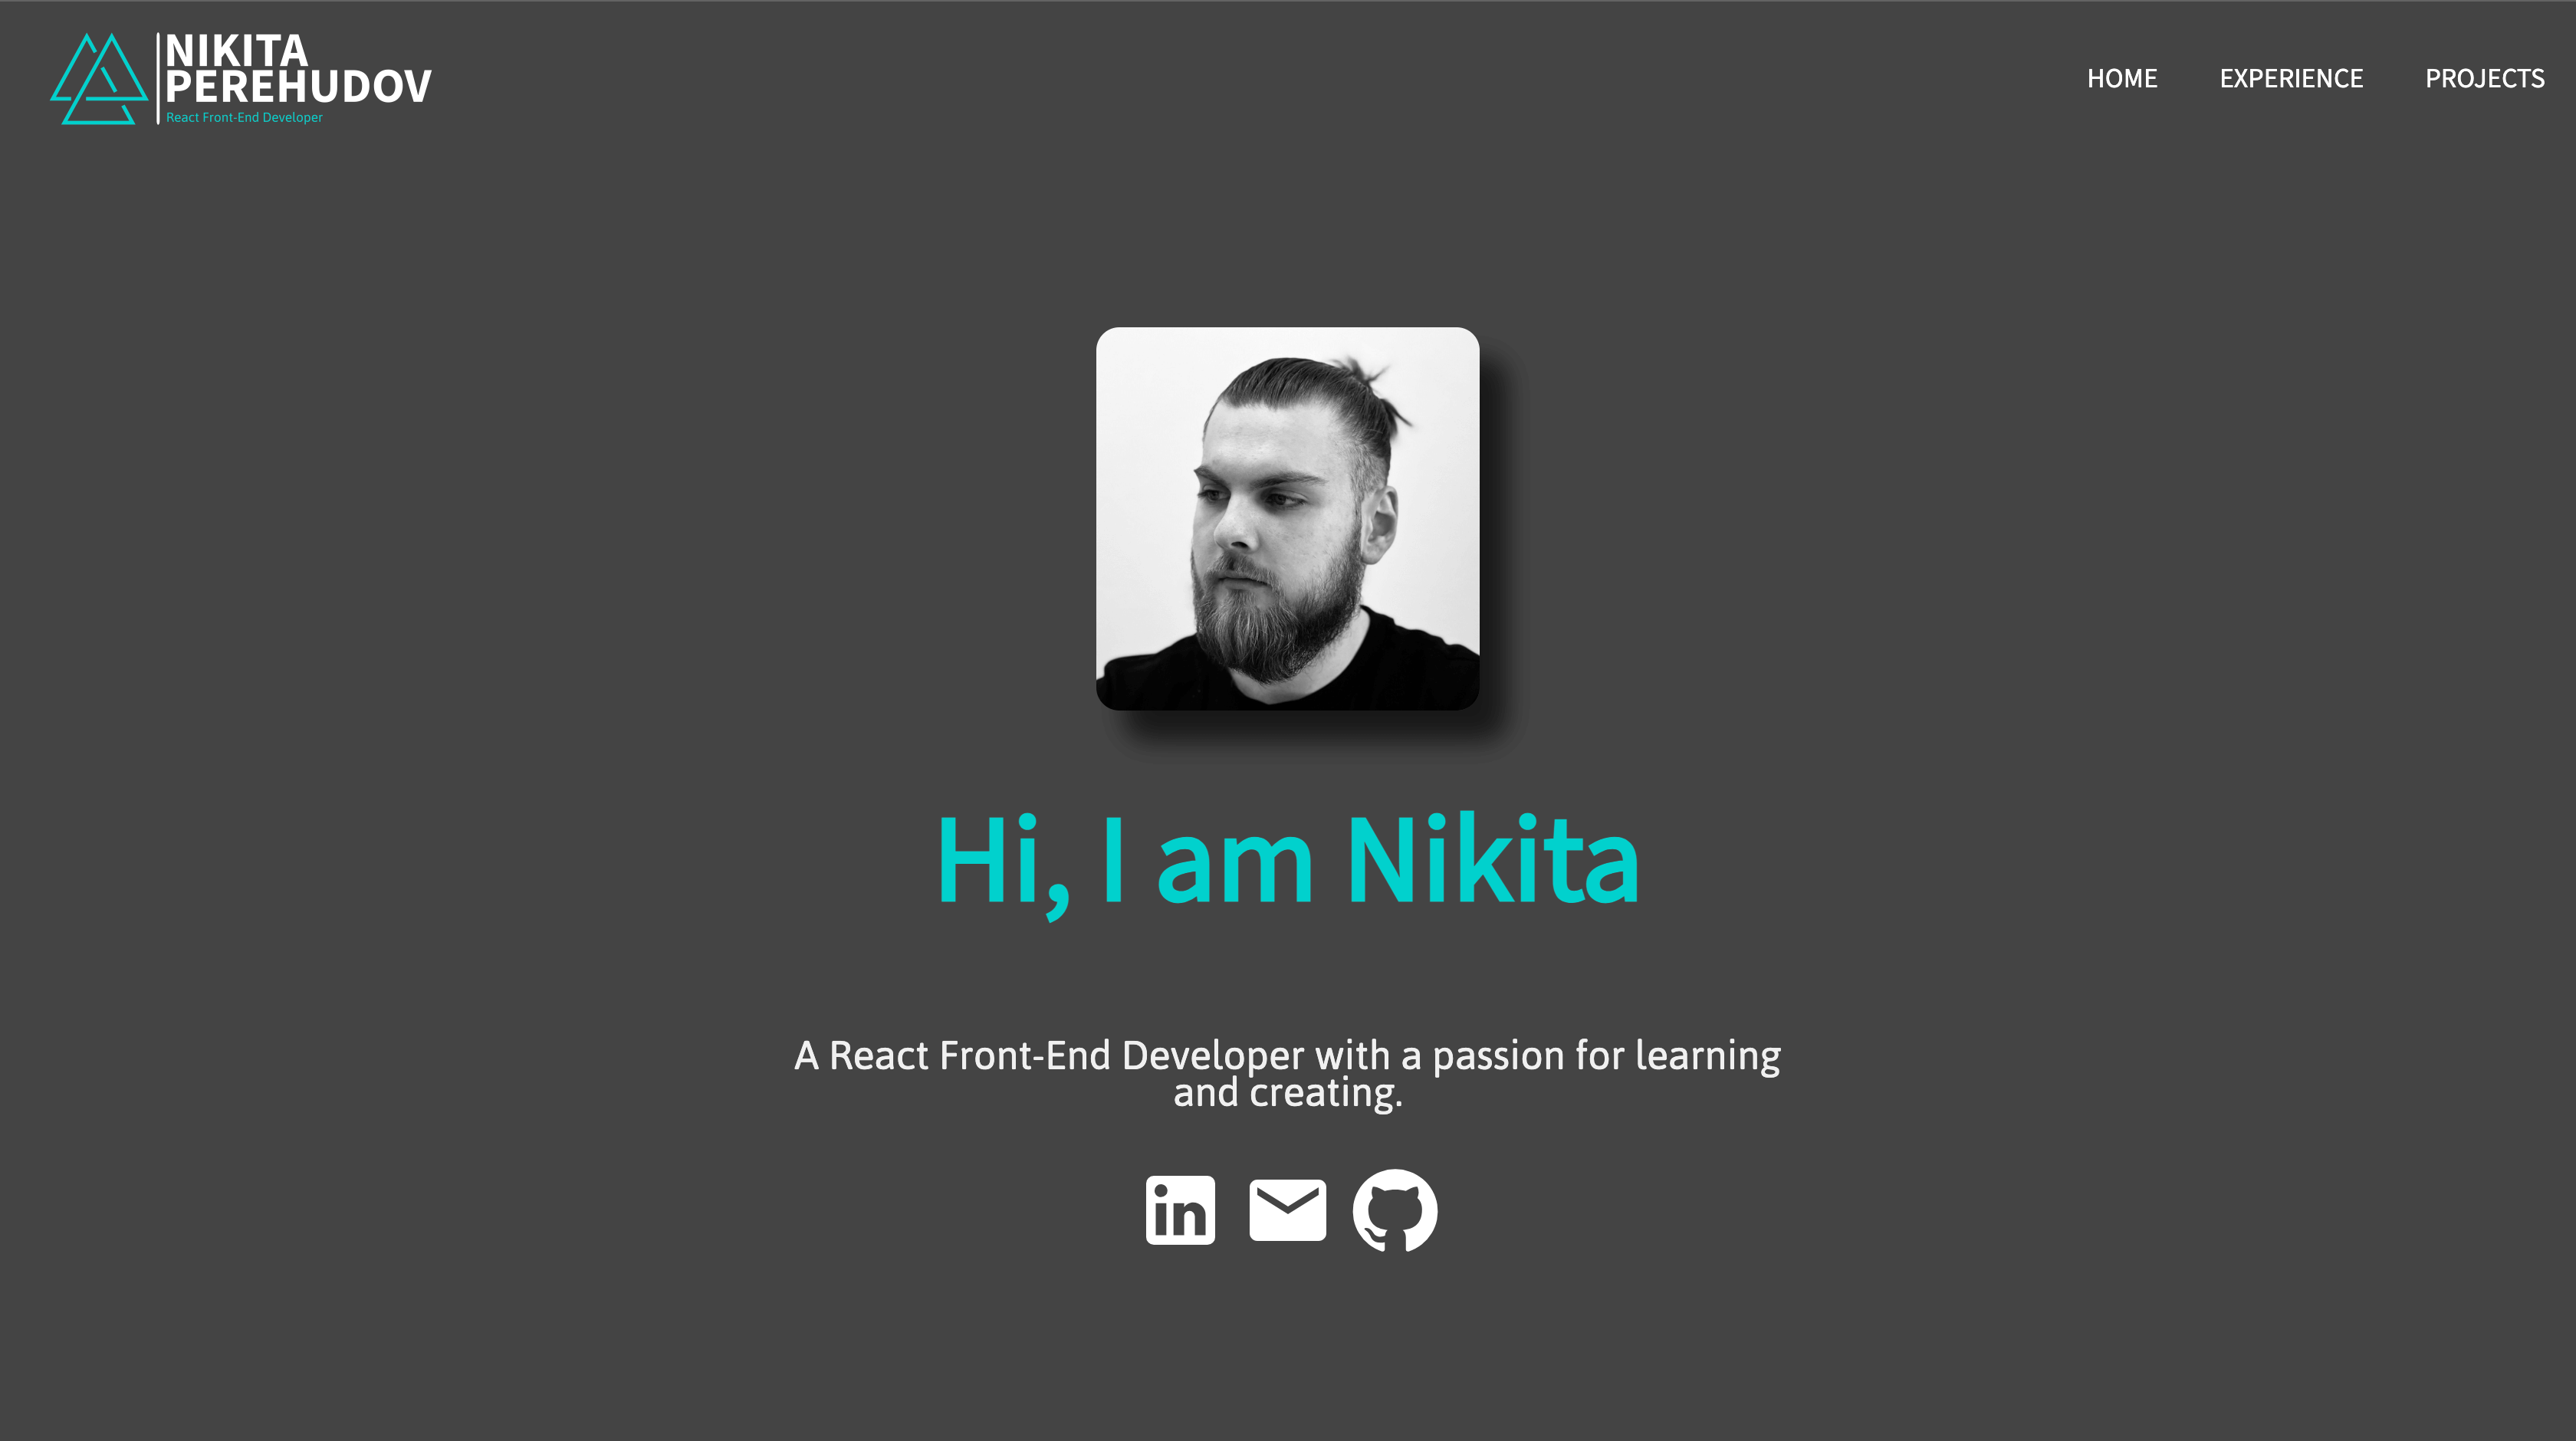 NIKITA
PEREHUDOV
React Front-End Developer
HOME EXPERIENCE PROJECTS
Hi, I am Nikita
A React Front-End Developer with a passion for learning
and creating.
in